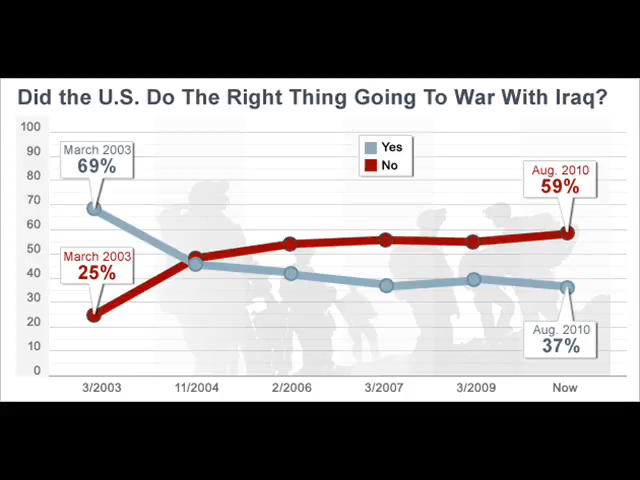 Did the U.S. Do The Right Thing Going To War With Iraq?
100
90
80
70
60
50
40
30
20
10
0
Yes
No
March 2003
69%
March 2003
25%
Aug. 2010
59%
Aug. 2010
37%
3/2003 11/2004 2/2006 3/2007 3/2009 Now